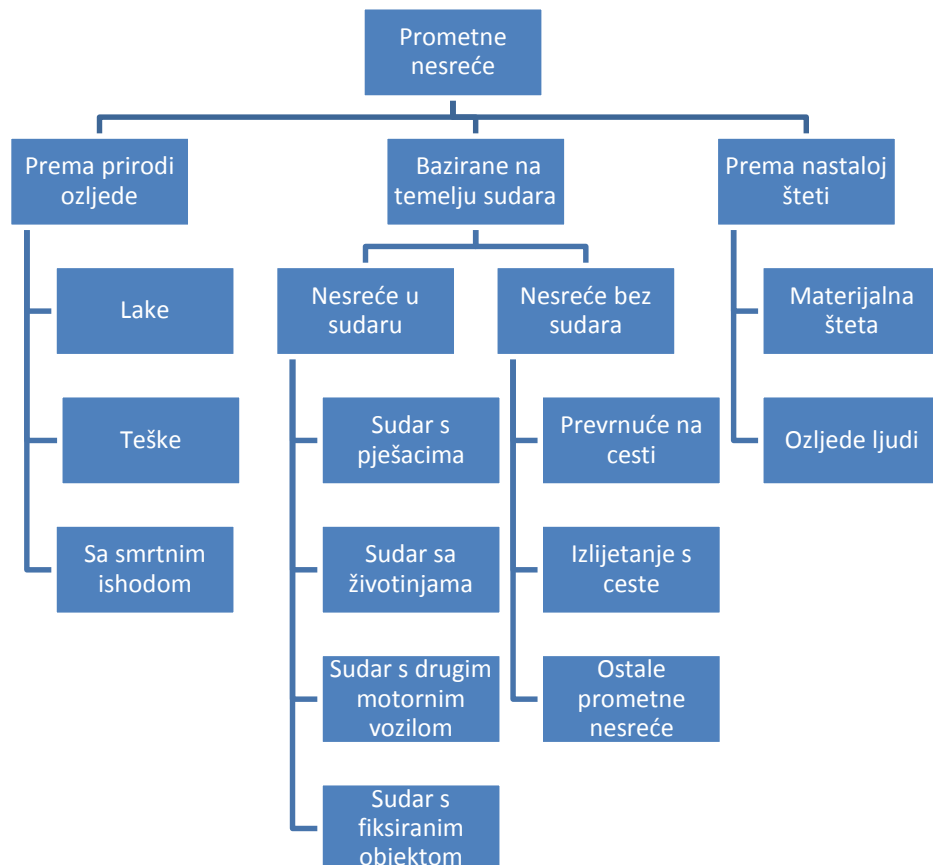 Prometne
nesreće
Prema prirodi
ozljede
Bazirane na
temelju sudara
Prema nastaloj
šteti
Lake
Teške
Sa smrtnim
ishodom
Nesreće u
sudaru
Sudar s
pješacima
Sudar sa
životinjama
Sudar s drugim
motornim
vozilom
Sudar s
fiksiranim
objektom
Nesreće bez
sudara
Prevrnuće na
cesti
Izlijetanje s
ceste
Ostale
prometne
nesreće
Materijalna
šteta
Ozljede ljudi